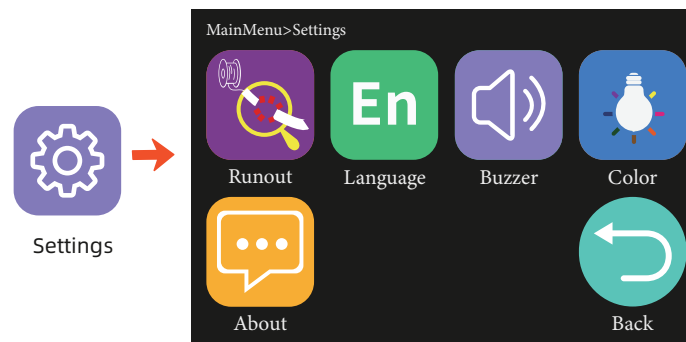 MainMenu>Settings
En
Runout Language Buzzer Color
Settings
About Back